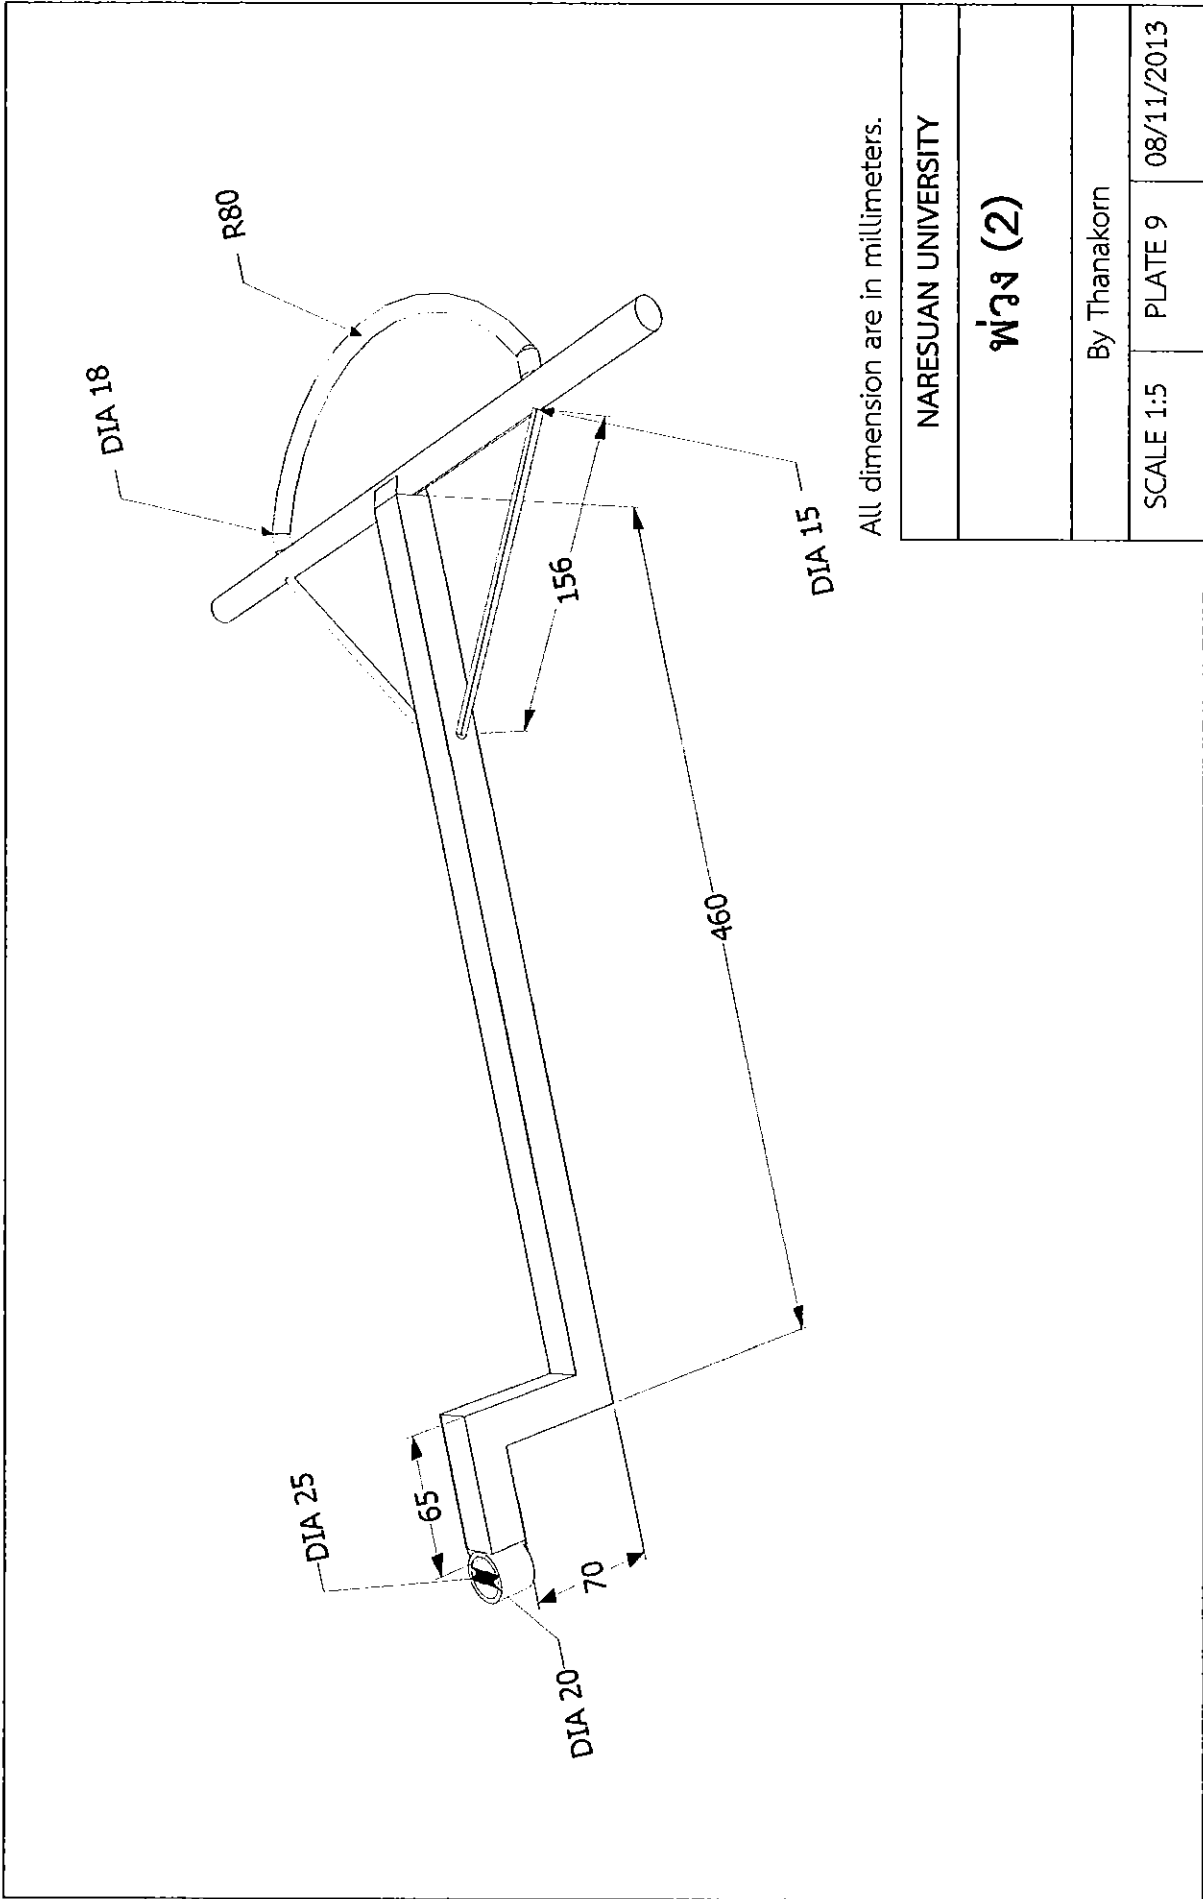 DIA 25
65
DIA 20
70
460
156
DIA 15
DIA 18
R80
All dimension are in millimeters.
NARESUAN UNIVERSITY
พ่วง (2)
By Thanakorn
SCALE 1:5 PLATE 9 08/11/2013